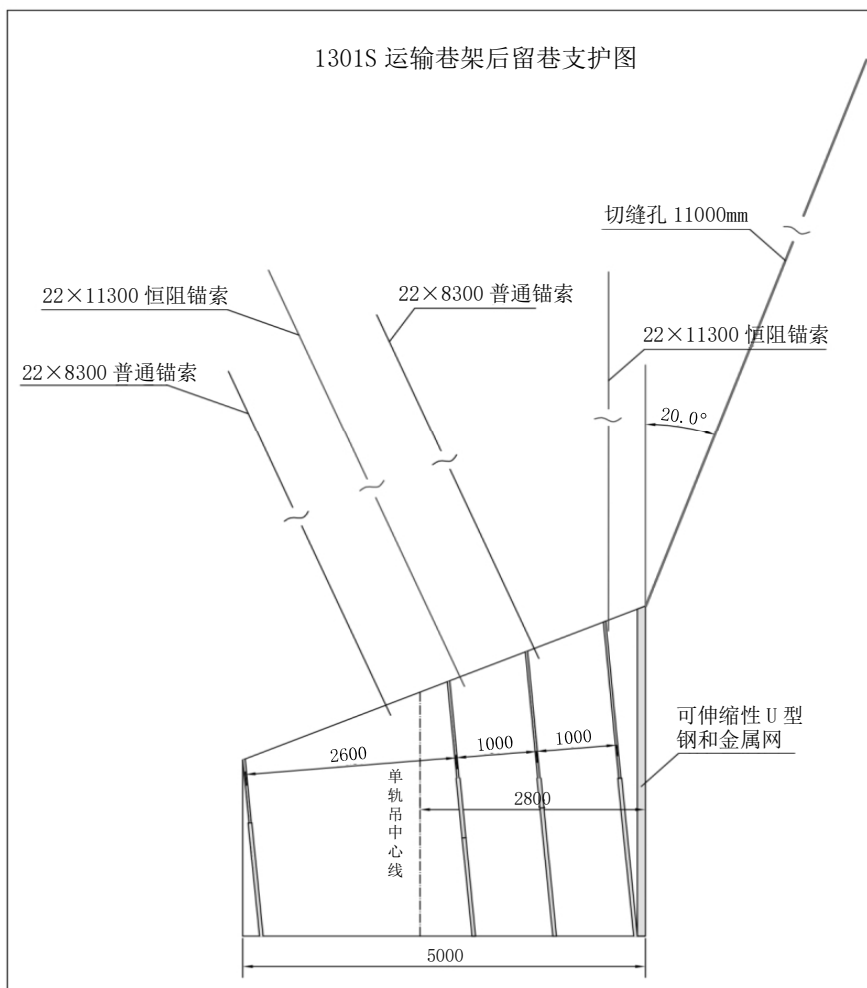 1301S 运输巷架后留巷支护图
切缝孔 11000mm
22×11300 恒阻锚索
22×8300 普通锚索
22×11300 恒阻锚索
22×8300 普通锚索
20.0°
可伸缩性 U 型
钢和金属网
2600
1000
1000
单轨吊中心线
2800
5000